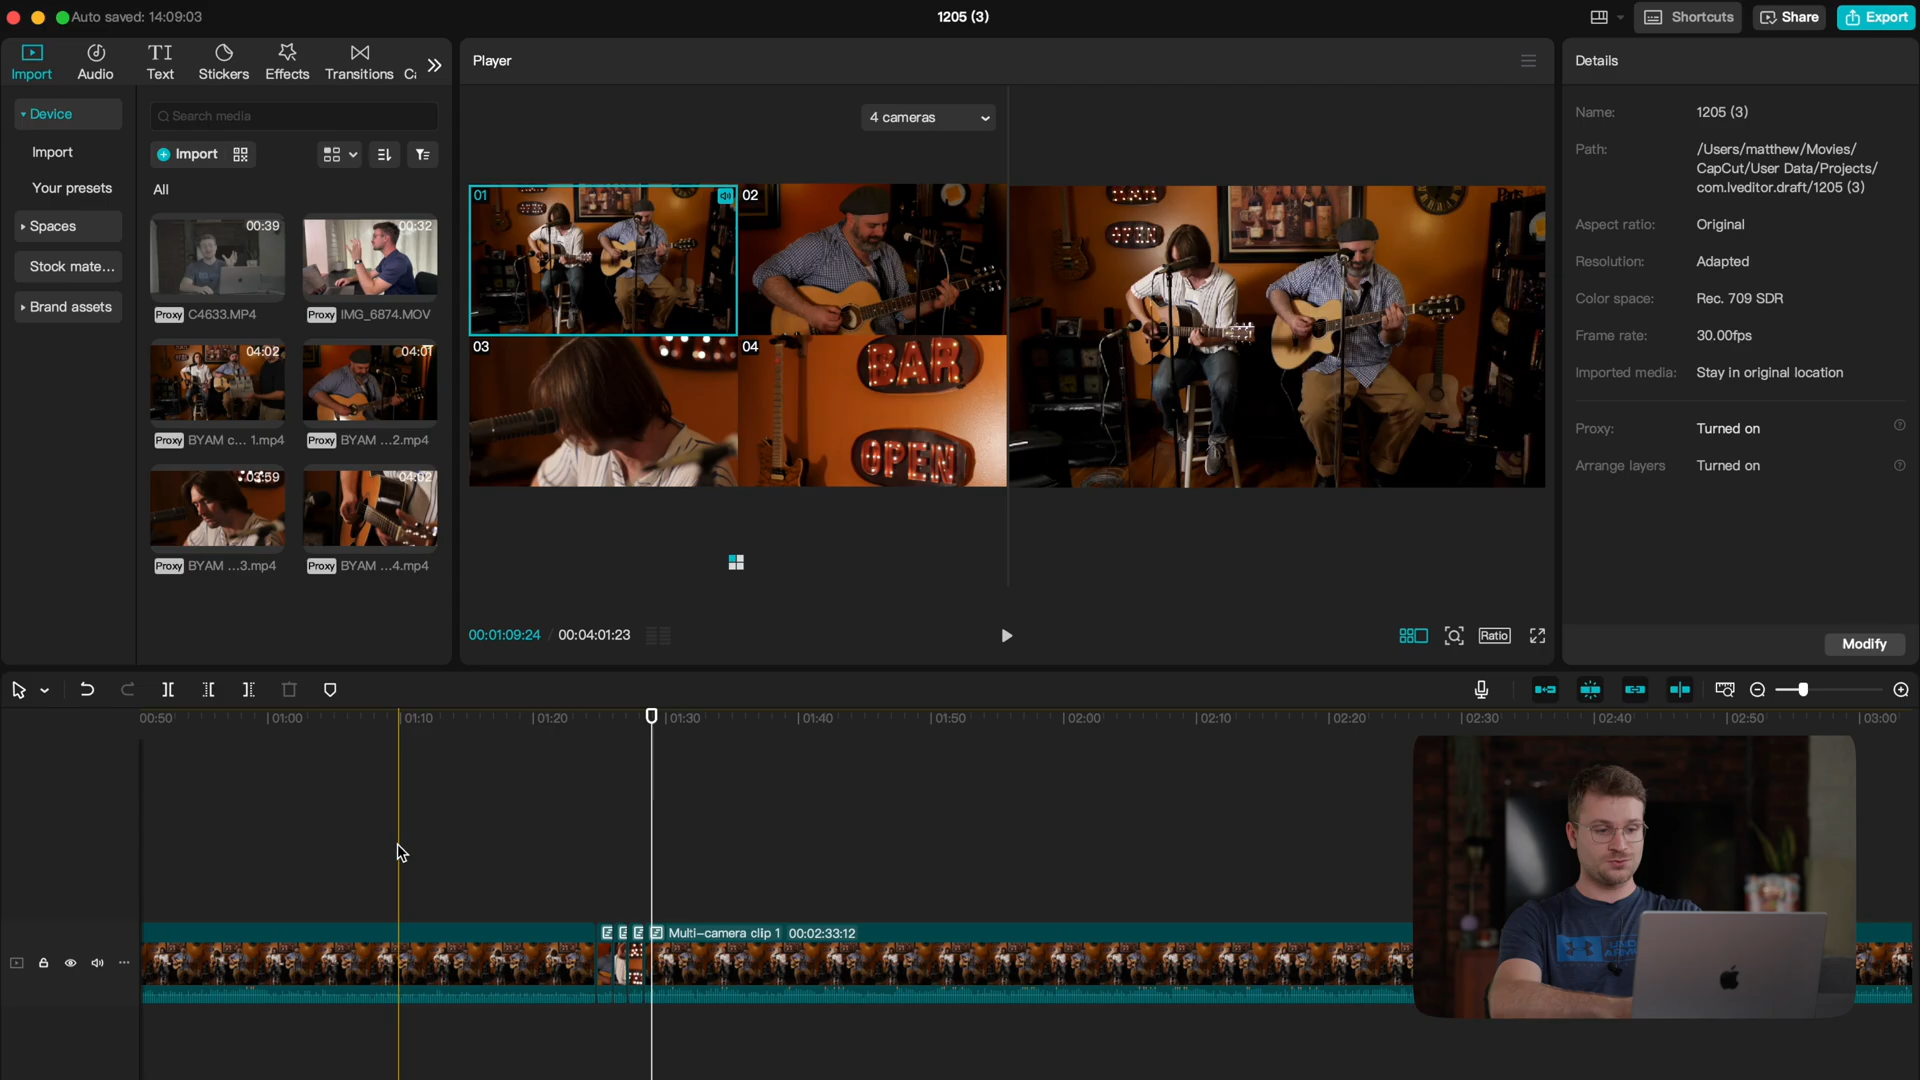 Auto saved: 14:09:03
1205 (3)
Shortcuts
Share
Export
Import
Audio
TI
Text
Stickers
Effects
Transitions
Player
Details
Device
Import
Your presets
Spaces
Stock mate...
Brand assets
Search media
Import
All
00:39
00:32
Proxy C4633.MP4
Proxy IMG_6874.MOV
04:02
04:01
Proxy BYAM c... 1.mp4
Proxy BYAM ...2.mp4
03:59
04:02
Proxy BYAM ...3.mp4
Proxy BYAM ...4.mp4
4 cameras
01
02
03
04
OPEN
BAR
OPEN
00:01:09:24 / 00:04:01:23
Ratio
Name: 1205 (3)
Path: /Users/matthew/Movies/
CapCut/User Data/Projects/
com.lveditor.draft/1205 (3)
Aspect ratio: Original
Resolution: Adapted
Color space: Rec. 709 SDR
Frame rate: 30.00fps
Imported media: Stay in original location
Proxy: Turned on
Arrange layers Turned on
Modify
00:50 01:00 01:10 01:20 01:30 01:40 01:50 02:00 02:10 02:20 02:30 02:40 02:50 03:00
Multi-camera clip 1 00:02:33:12